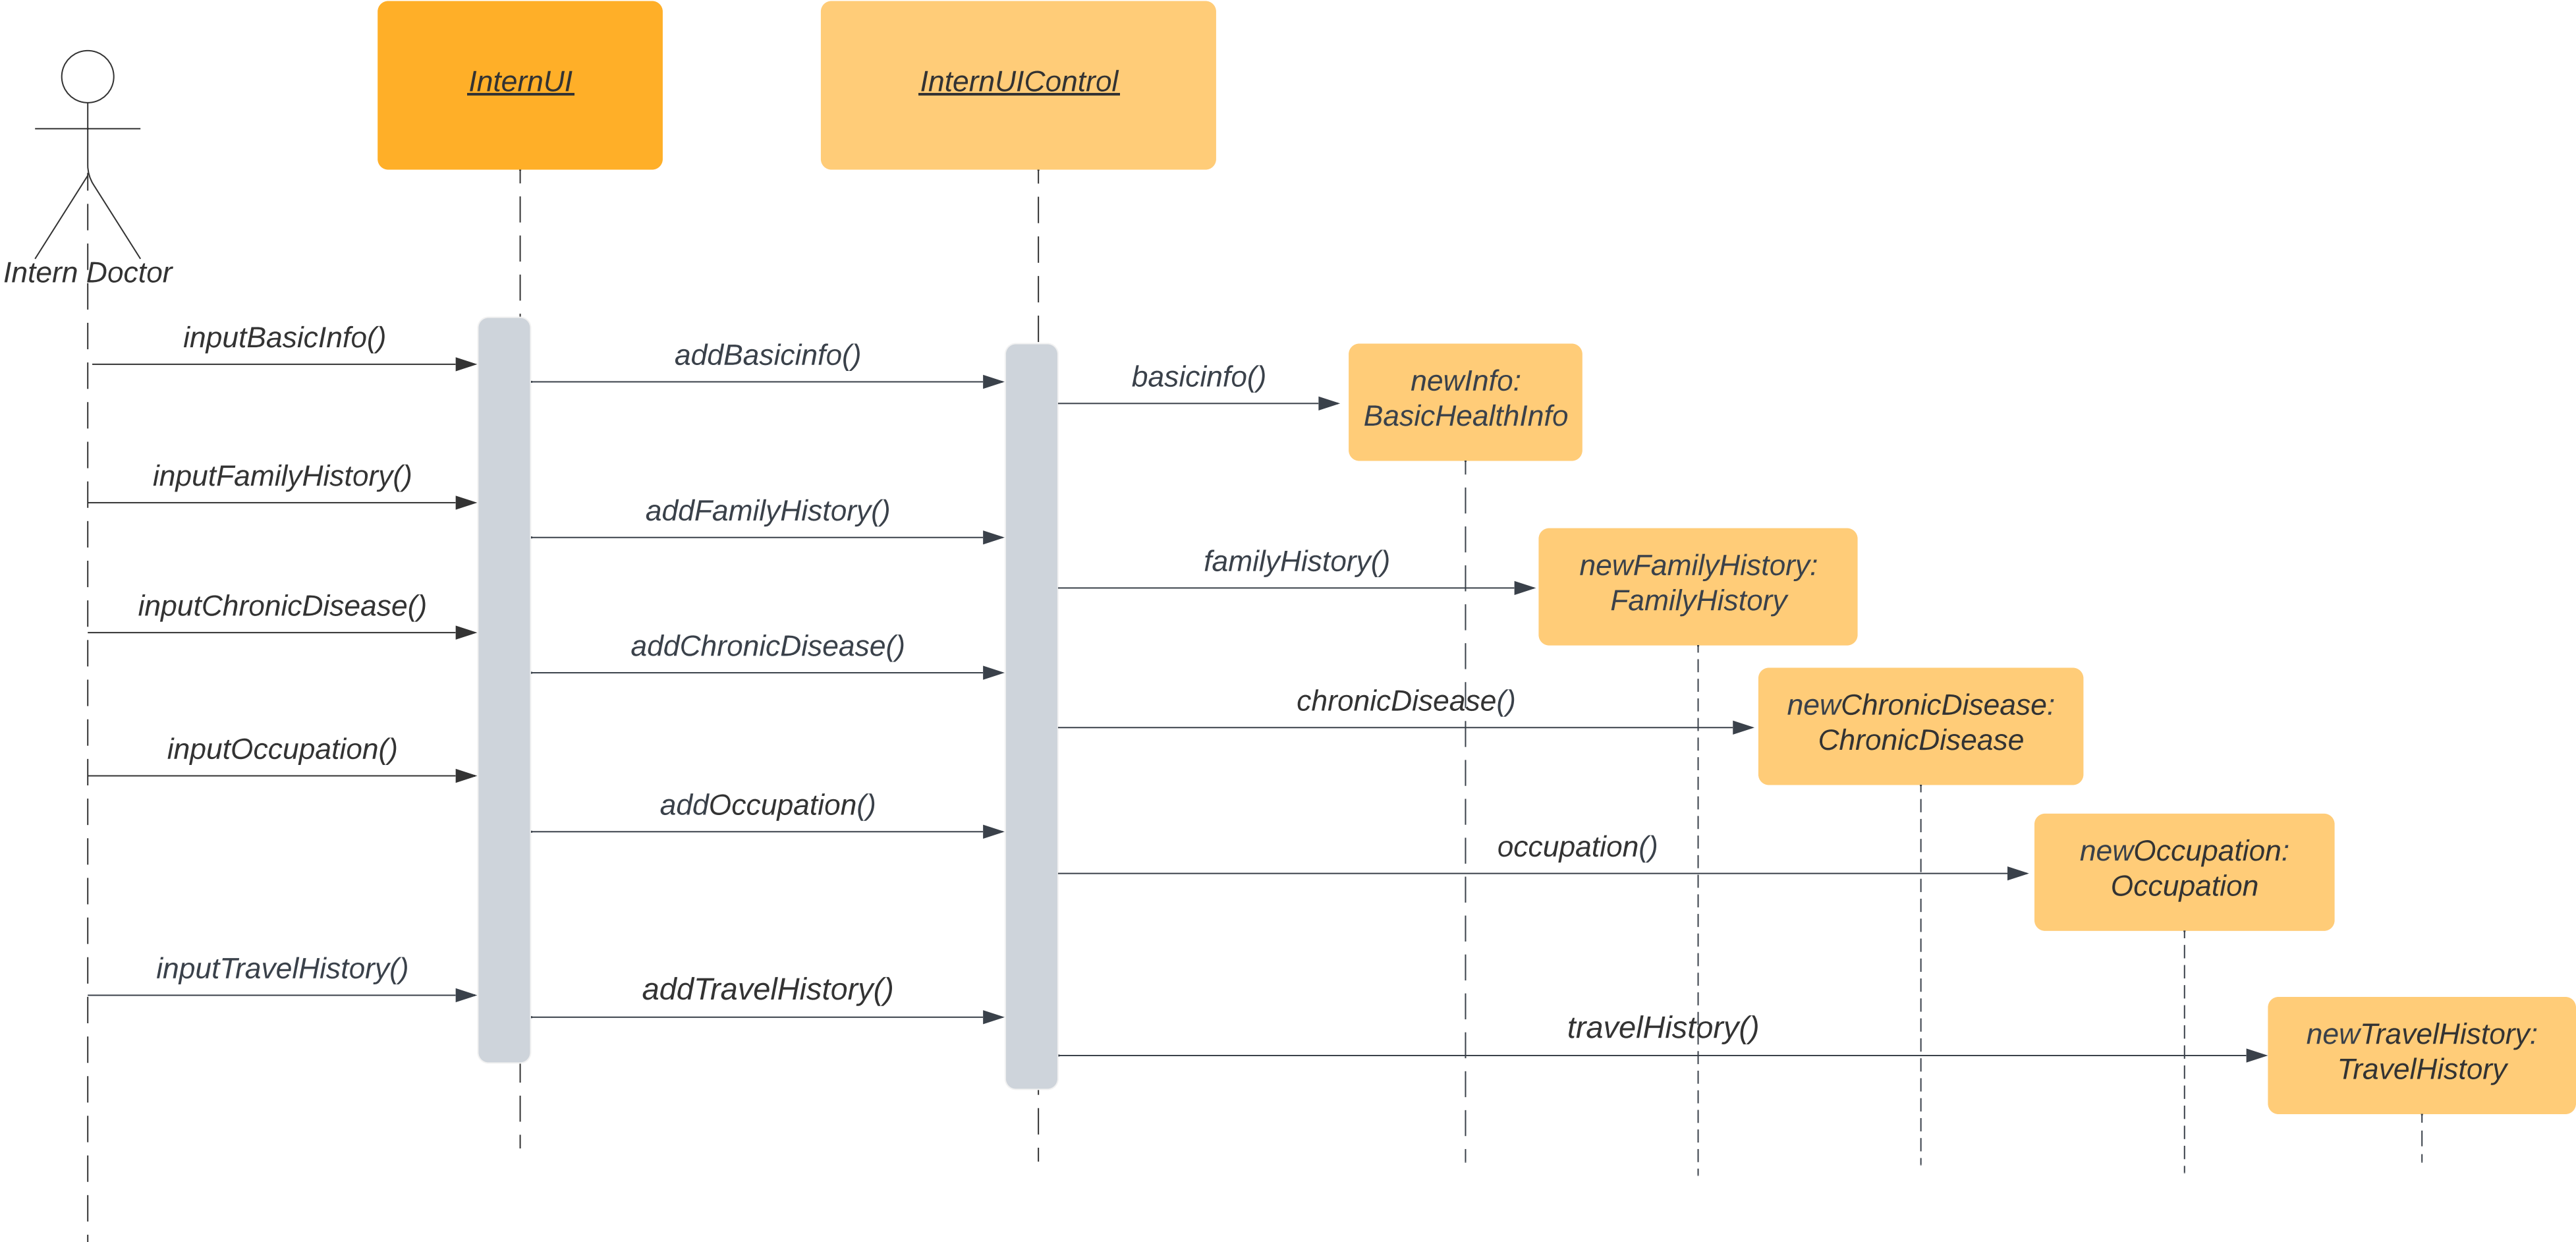 InternUI
InternUIControl
Intern Doctor
inputBasicInfo()
addBasicinfo()
basicinfo()
newInfo:
BasicHealthInfo
inputFamilyHistory()
addFamilyHistory()
familyHistory()
newFamilyHistory:
FamilyHistory
inputChronicDisease()
addChronicDisease()
chronicDisease()
newChronicDisease:
ChronicDisease
inputOccupation()
addOccupation()
occupation()
newOccupation:
Occupation
inputTravelHistory()
addTravelHistory()
travelHistory()
newTravelHistory:
TravelHistory